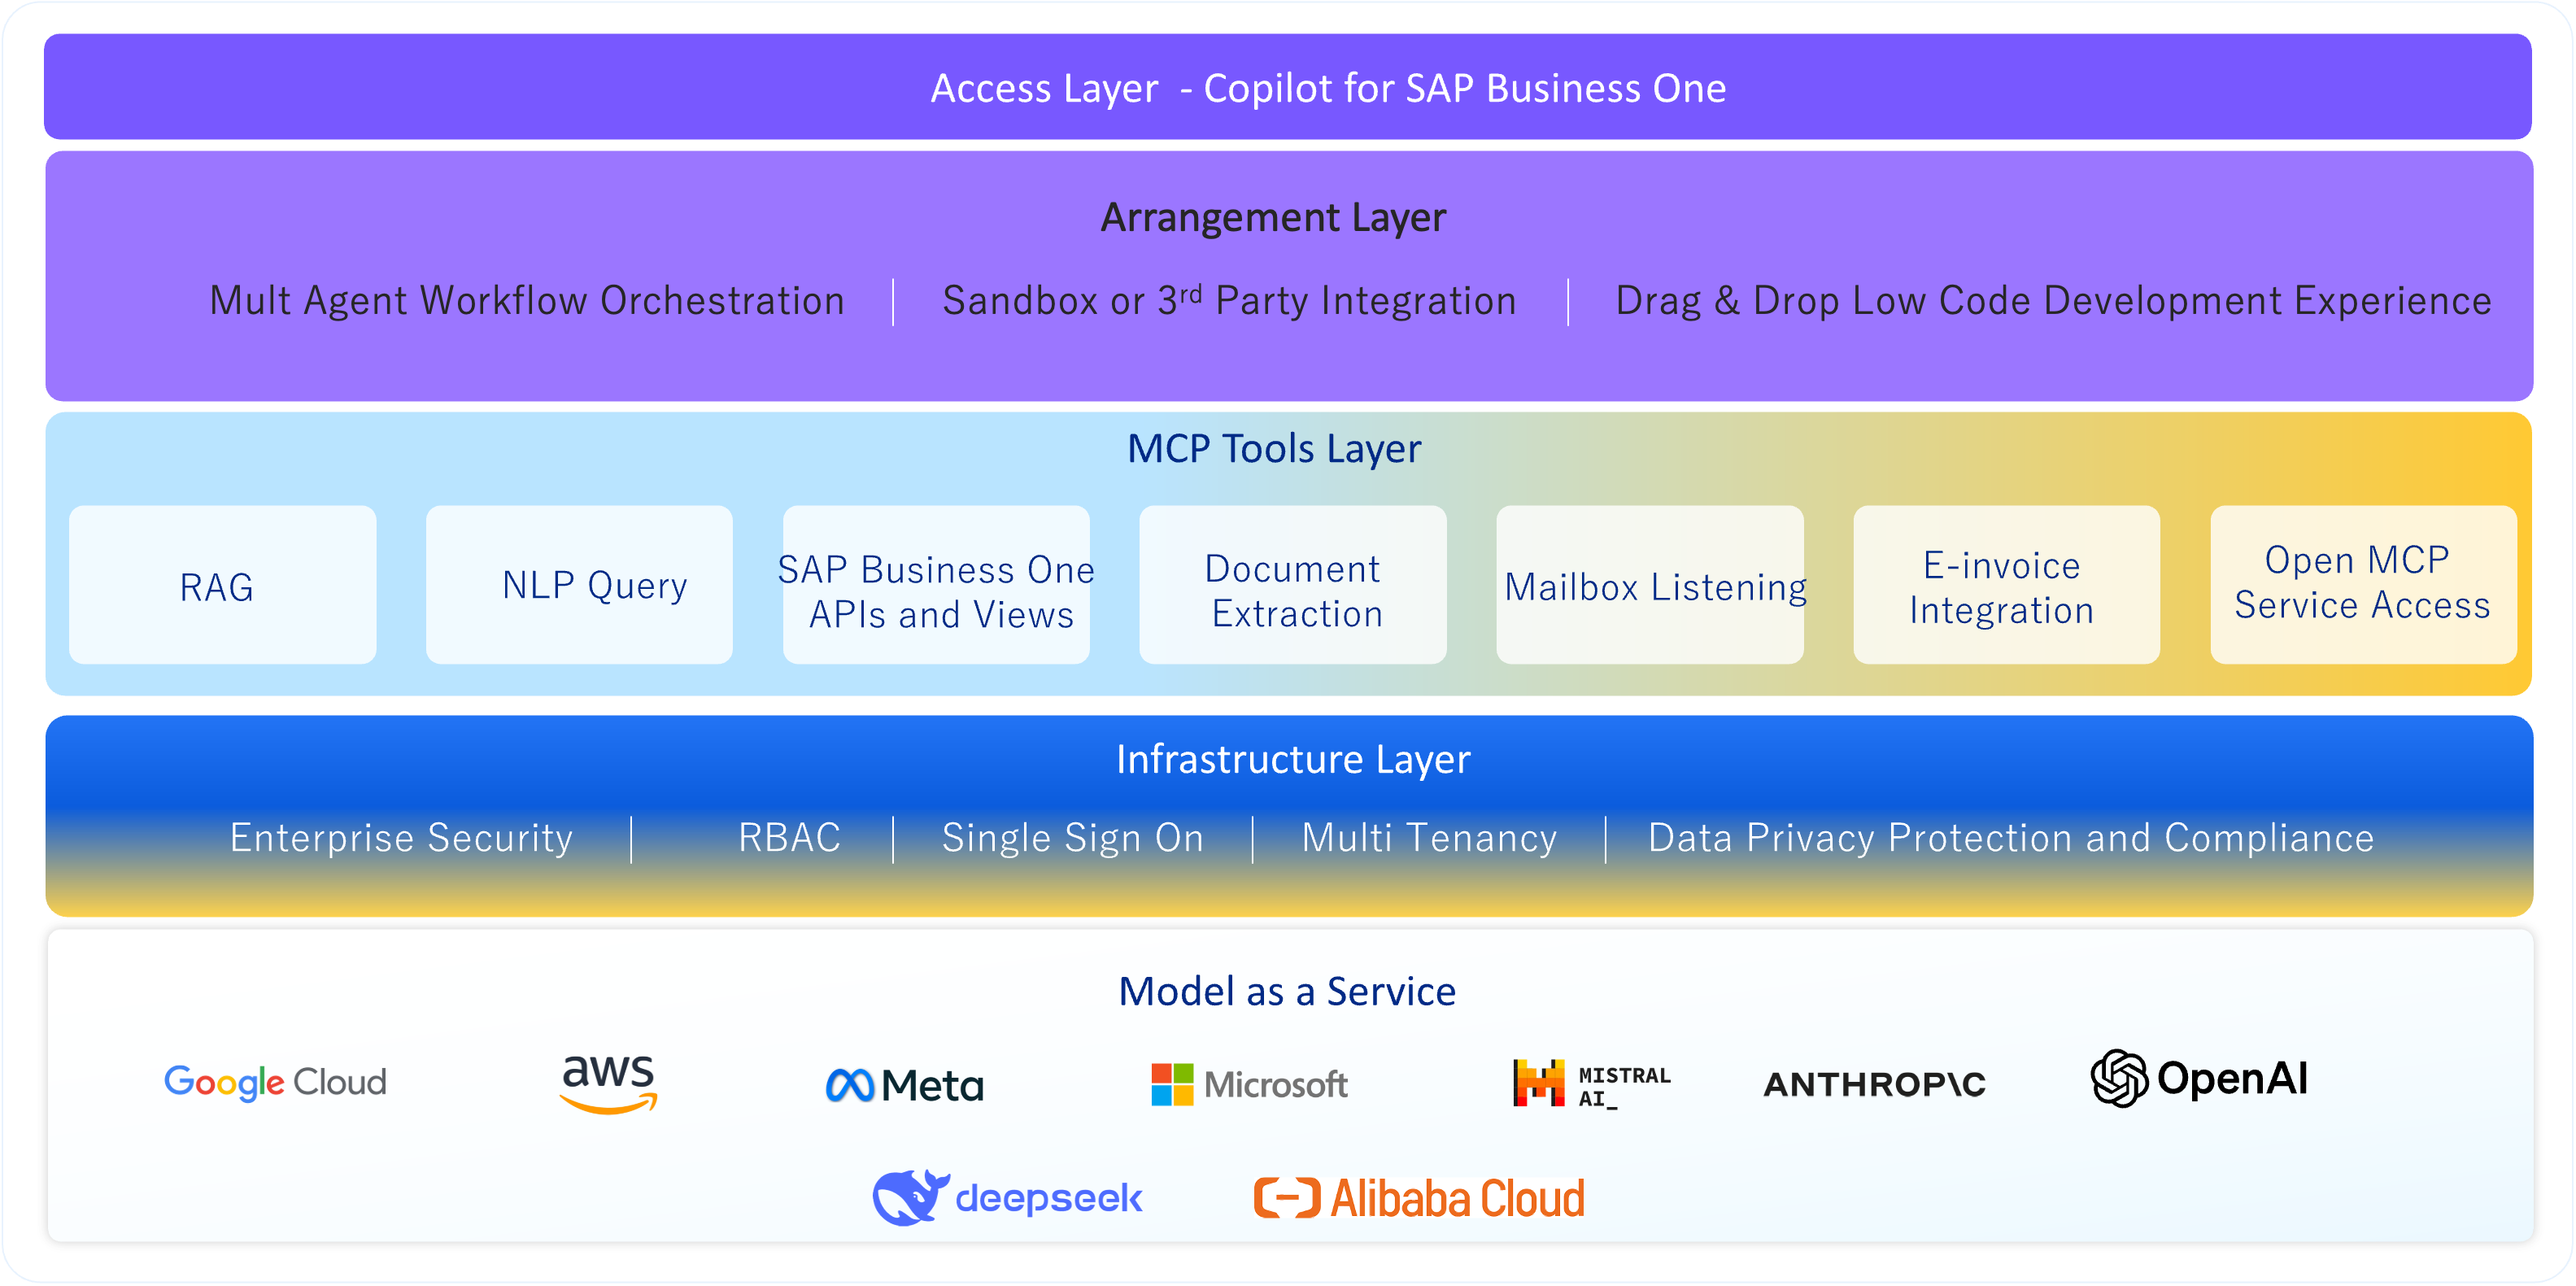 Access Layer - Copilot for SAP Business One
Arrangement Layer
Mult Agent Workflow Orchestration
Sandbox or 3rd Party Integration
Drag & Drop Low Code Development Experience
MCP Tools Layer
RAG
NLP Query
SAP Business One
APIs and Views
Document
Extraction
Mailbox Listening
E-invoice
Integration
Open MCP
Service Access
Infrastructure Layer
Enterprise Security
RBAC
Single Sign On
Multi Tenancy
Data Privacy Protection and Compliance
Model as a Service
Google Cloud
aws
Meta
Microsoft
MISTRAL
AI_
ANTHROP\C
OpenAI
deepseek
Alibaba Cloud